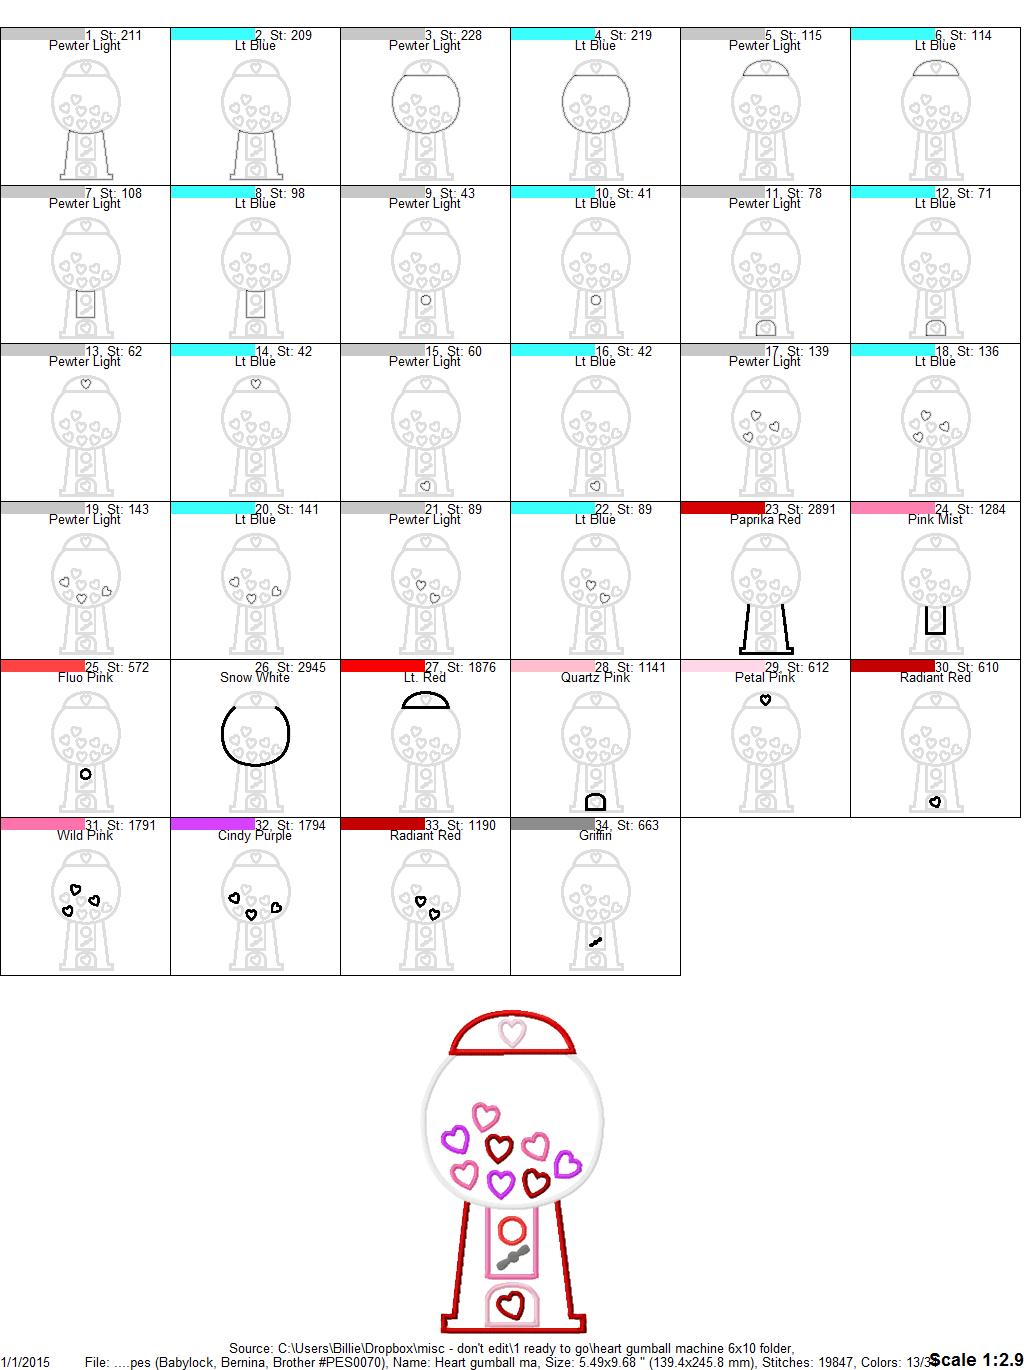 1, St: 211 2, St: 209 3, St: 228 4, St: 219 5, St: 115 6, St: 114
Pewter Light Lt Blue Pewter Light Lt Blue Pewter Light Lt Blue
7, St: 108 8, St: 98 9, St: 43 10, St: 41 11, St: 78 12, St: 71
Pewter Light Lt Blue Pewter Light Lt Blue Pewter Light Lt Blue
13, St: 62 14, St: 42 15, St: 60 16, St: 42 17, St: 139 18, St: 136
Pewter Light Lt Blue Pewter Light Lt Blue Pewter Light Lt Blue
19, St: 143 20, St: 141 21, St: 89 22, St: 89 23, St: 2891 24, St: 1284
Pewter Light Lt Blue Pewter Light Lt Blue Paprika Red Pink Mist
25, St: 572 26, St: 2945 27, St: 1876 28, St: 1141 29, St: 612 30, St: 610
Fluo Pink Snow White Lt. Red Quartz Pink Petal Pink Radiant Red
31, St: 1791 32, St: 1794 33, St: 1190 34, St: 663
Wild Pink Cindy Purple Radiant Red Griffin
Source: C:\Users\Billie\Dropbox\misc - don't edit\1 ready to go\heart gumball machine 6x10 folder,
1/1/2015 File: ....pes (Babylock, Bernina, Brother #PES0070), Name: Heart gumball ma, Size: 5.49x9.68 " (139.4x245.8 mm), Stitches: 19847, Colors: 13/34 Scale 1:2.9